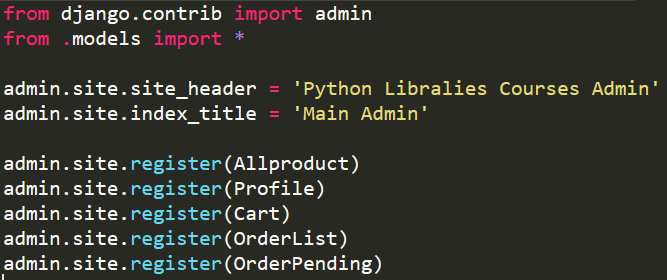 from django.contrib import admin
from .models import *
admin.site.site_header = 'Python Libralies Courses Admin'
admin.site.index_title = 'Main Admin'
admin.site.register(Allproduct)
admin.site.register(Profile)
admin.site.register(Cart)
admin.site.register(OrderList)
admin.site.register(OrderPending)